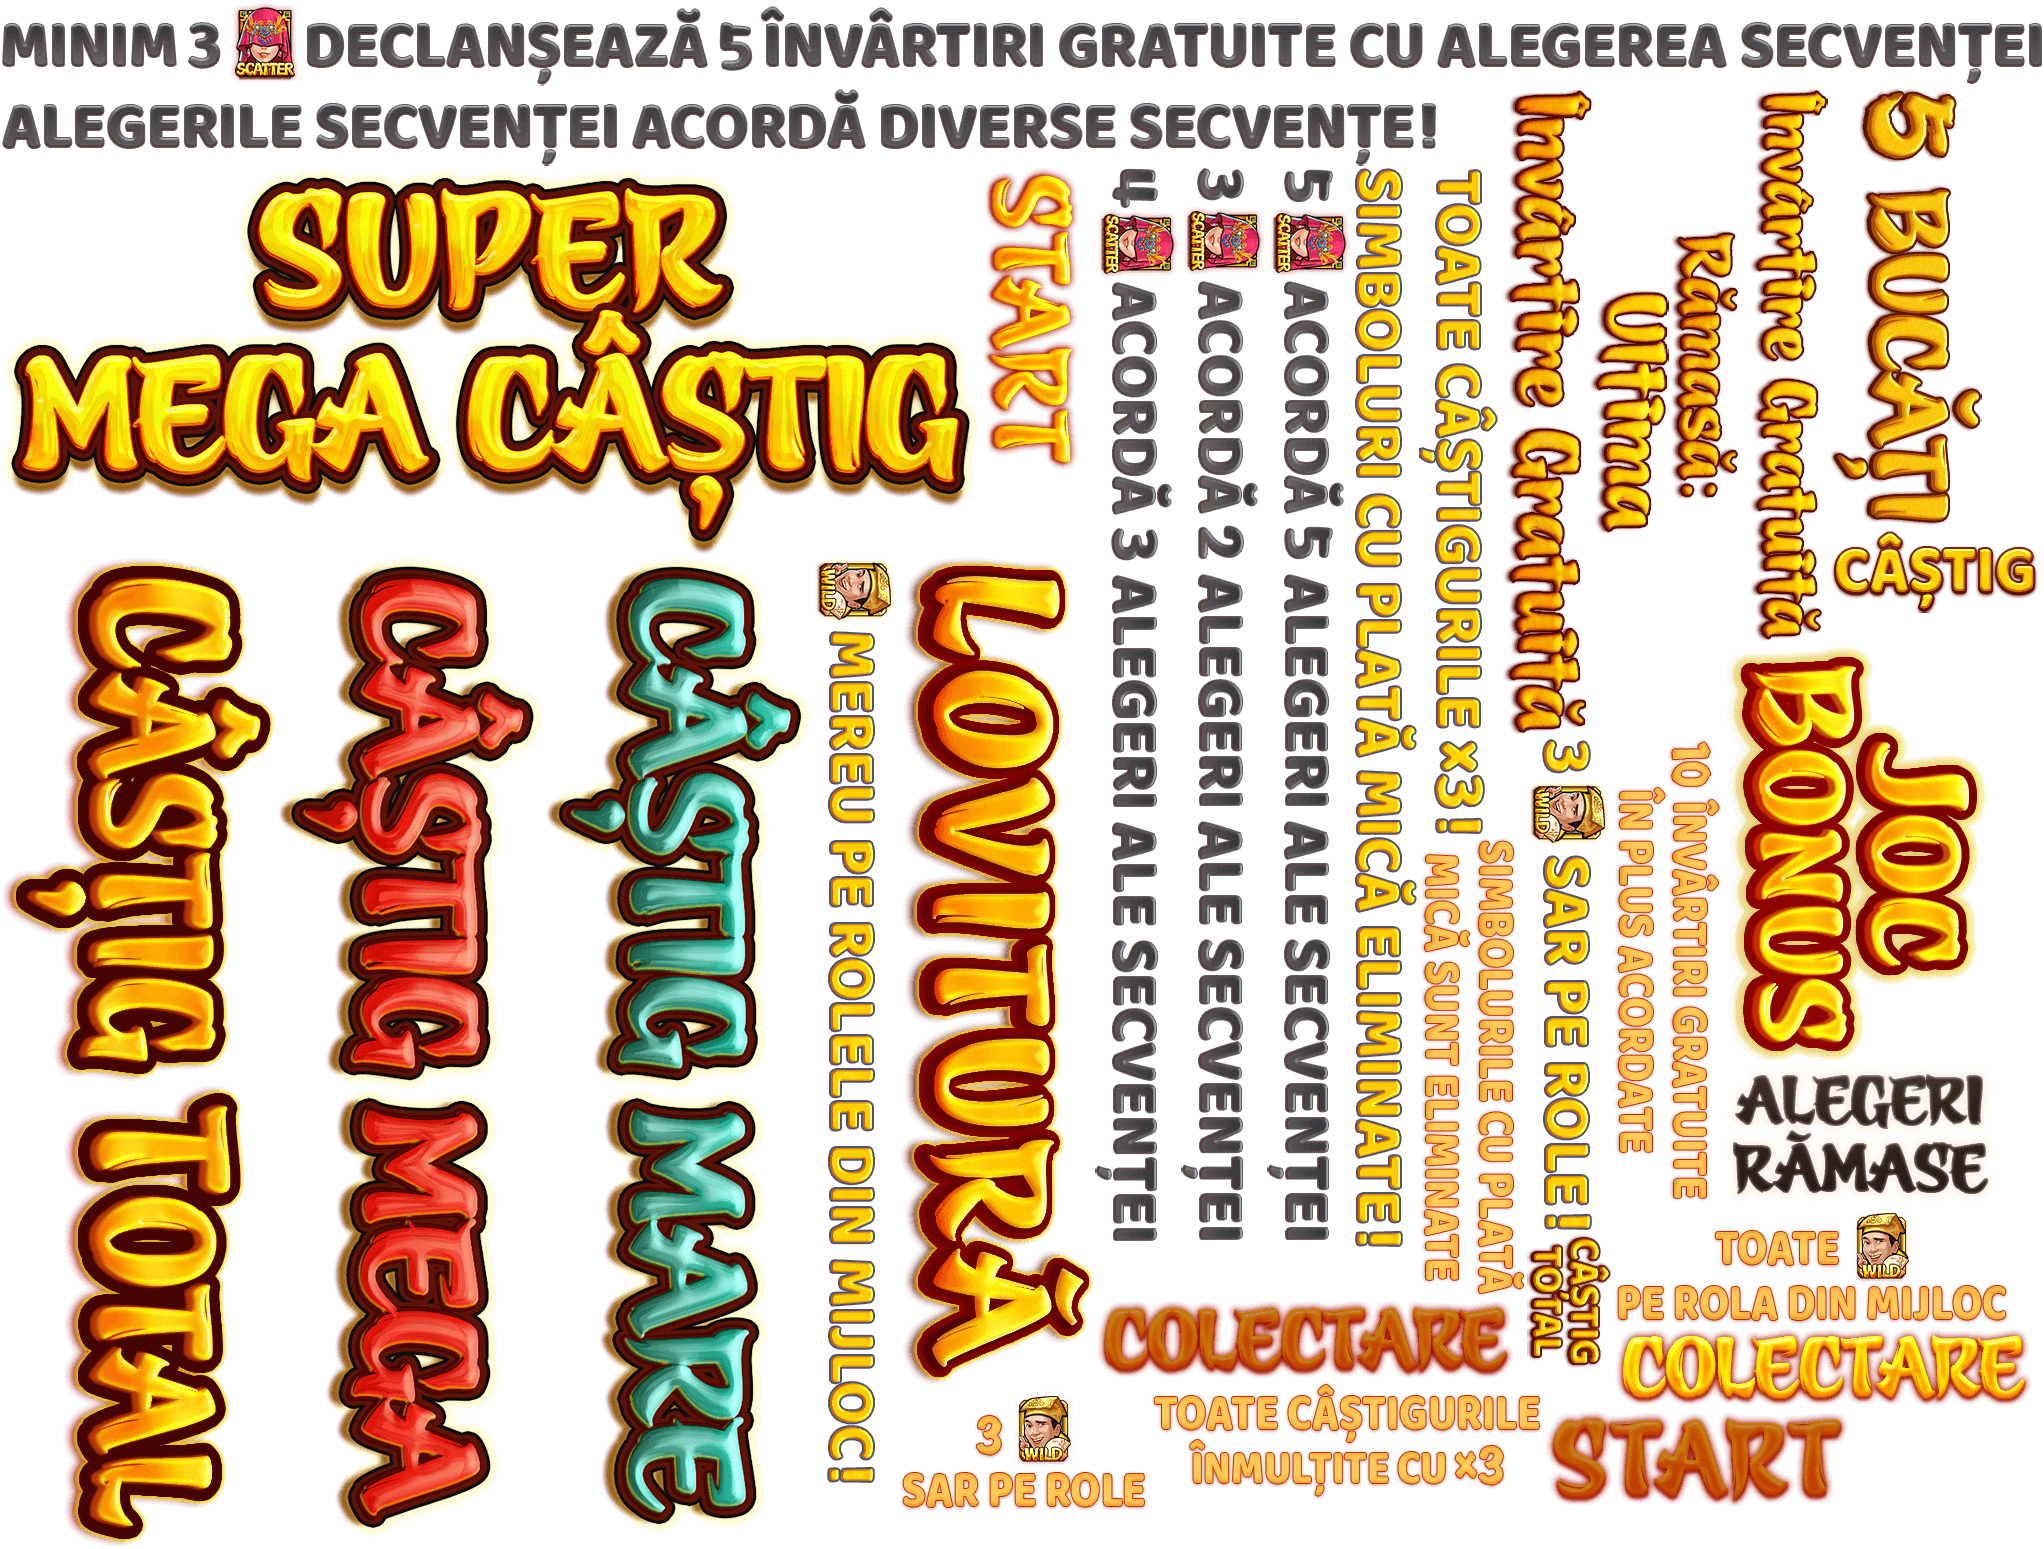 MINIM 3 SCATTER DECLANȘEAZĂ 5 ÎNVÂRTIRI GRATUITE CU ALEGEREA SECVENȚEI
ALEGERILE SECVENȚEI ACORDĂ DIVERSE SECVENȚE!
SUPER
MEGA CÂȘTIG
CÂȘTIG TOTAL
CÂȘTIG MEGA
CÂȘTIG MARE
WILD MEREU PE ROLELE DIN MIJLOC!
LOVITURĂ
START
4 SCATTER ACORDĂ 3 ALEGERI ALE SECVENȚEI
3 SCATTER ACORDĂ 2 ALEGERI ALE SECVENȚEI
5 SCATTER ACORDĂ 5 ALEGERI ALE SECVENȚEI
SIMBOLURI CU PLATĂ MICĂ ELIMINATE!
TOATE CÂȘTIGURILE ×3!
Învârtire Gratuită
Ultima
Rămasă:
Învârtire Gratuită
5 BUCĂȚI
CÂȘTIG
3 WILD SAR PE ROLE!
SIMBOLURILE CU PLATĂ
MICĂ SUNT ELIMINATE
10 ÎNVÂRTIRI GRATUITE
ÎN PLUS ACORDATE
JOC
BONUS
ALEGERI
RĂMASE
TOATE WILD
PE ROLA DIN MIJLOC
CÂȘTIG
TOTAL
COLECTARE
COLECTARE
3 WILD
SAR PE ROLE
TOATE CÂȘTIGURILE
ÎNMULȚITE CU ×3
START